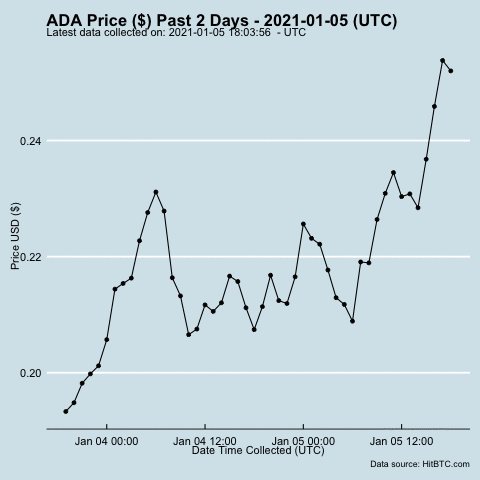 ADA Price ($) Past 2 Days - 2021-01-05 (UTC)
Latest data collected on: 2021-01-05 18:03:56  - UTC
0.24
0.22
0.20
Price USD ($)
Jan 04 00:00 Jan 04 12:00 Jan 05 00:00 Jan 05 12:00
Date Time Collected (UTC)
Data source: HitBTC.com